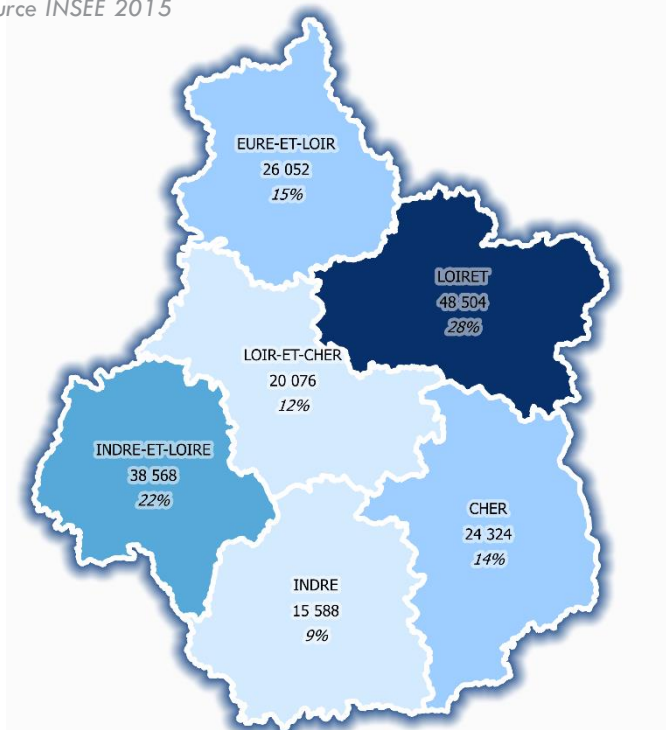 INSEE 2015
EURE-ET-LOIR
26 052
15%
LOIRET
48 504
28%
LOIR-ET-CHER
20 076
12%
INDRE-ET-LOIRE
38 568
22%
CHER
24 324
14%
INDRE
15 588
9%